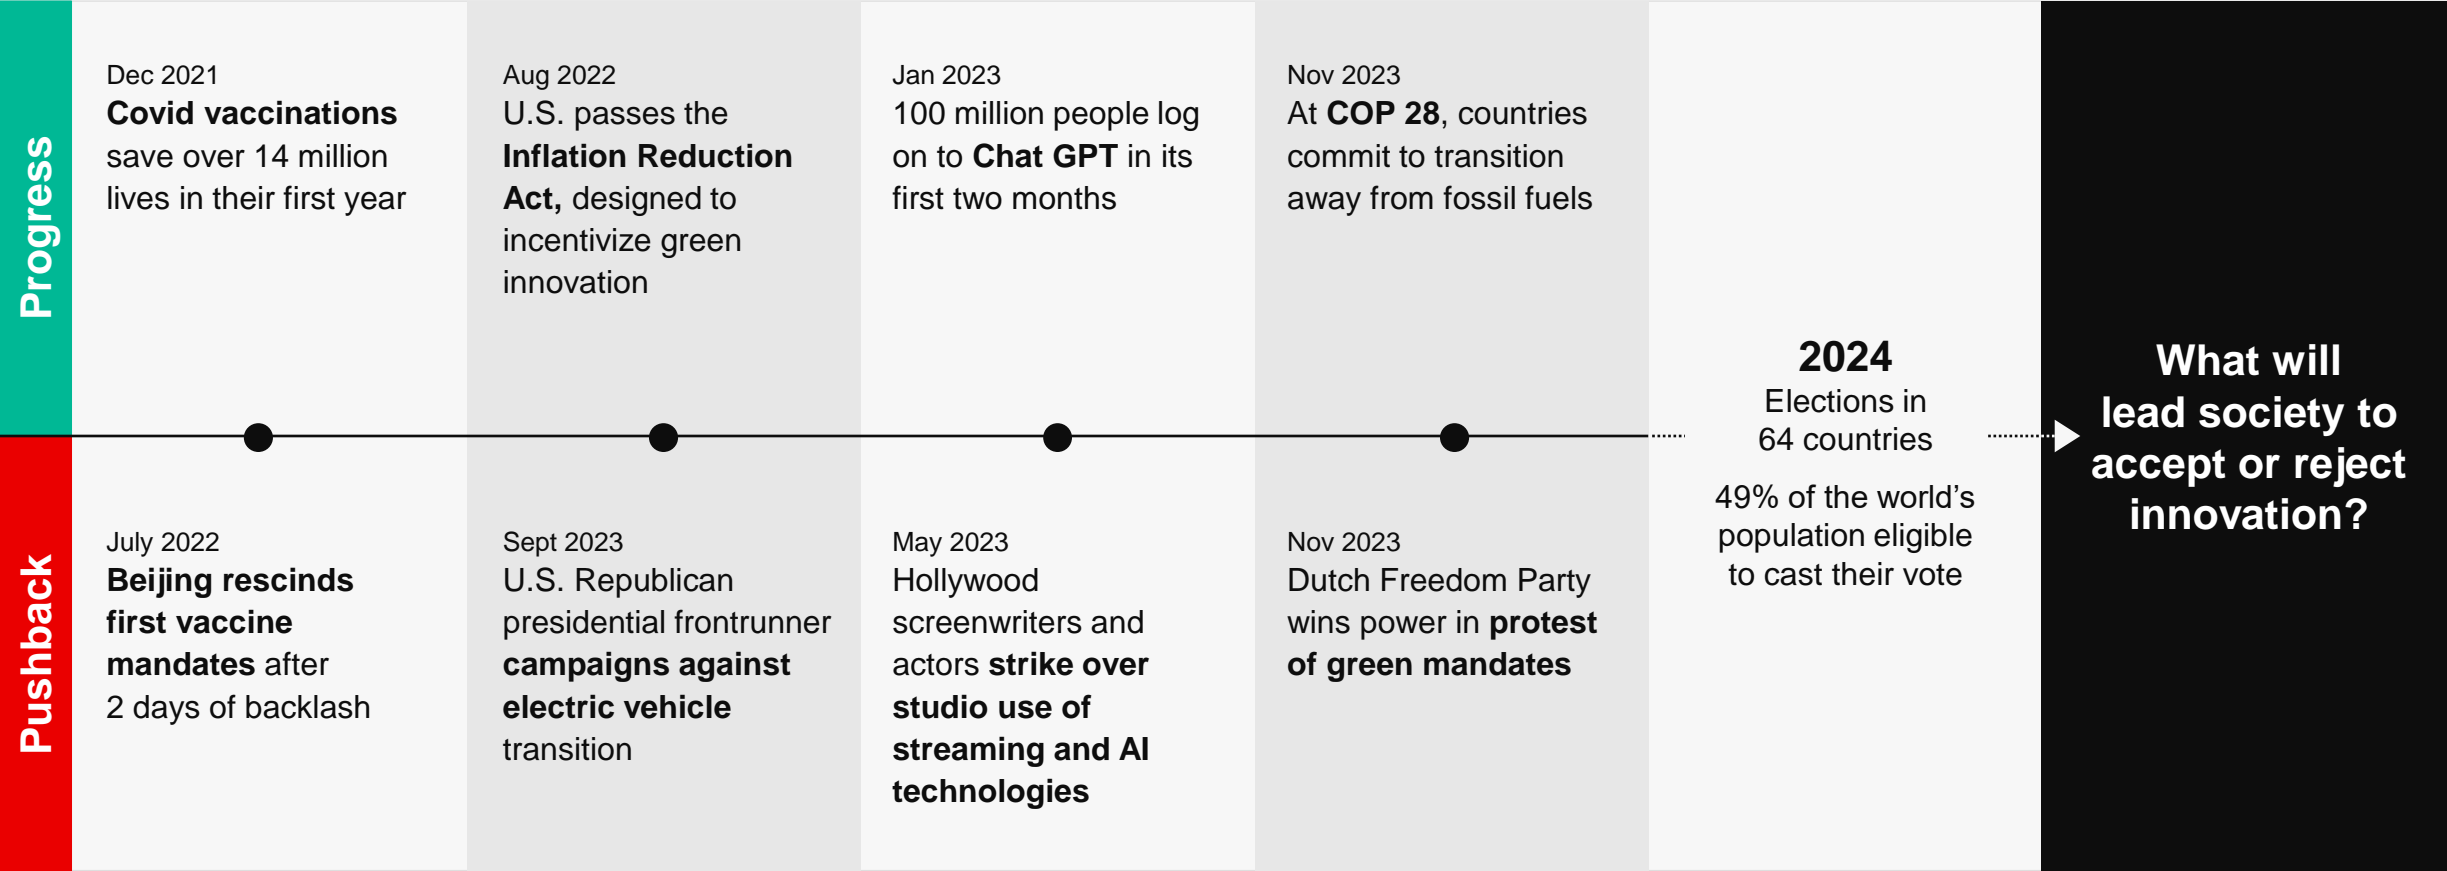 Progress
Dec 2021
Covid vaccinations
save over 14 million
lives in their first year
Aug 2022
U.S. passes the
Inflation Reduction
Act, designed to
incentivize green
innovation
Jan 2023
100 million people log
on to Chat GPT in its
first two months
Nov 2023
At COP 28, countries
commit to transition
away from fossil fuels
Pushback
July 2022
Beijing rescinds
first vaccine
mandates after
2 days of backlash
Sept 2023
U.S. Republican
presidential frontrunner
campaigns against
electric vehicle
transition
May 2023
Hollywood
screenwriters and
actors strike over
studio use of
streaming and AI
technologies
Nov 2023
Dutch Freedom Party
wins power in protest
of green mandates
2024
Elections in
64 countries
49% of the world’s
population eligible
to cast their vote
What will
lead society to
accept or reject
innovation?